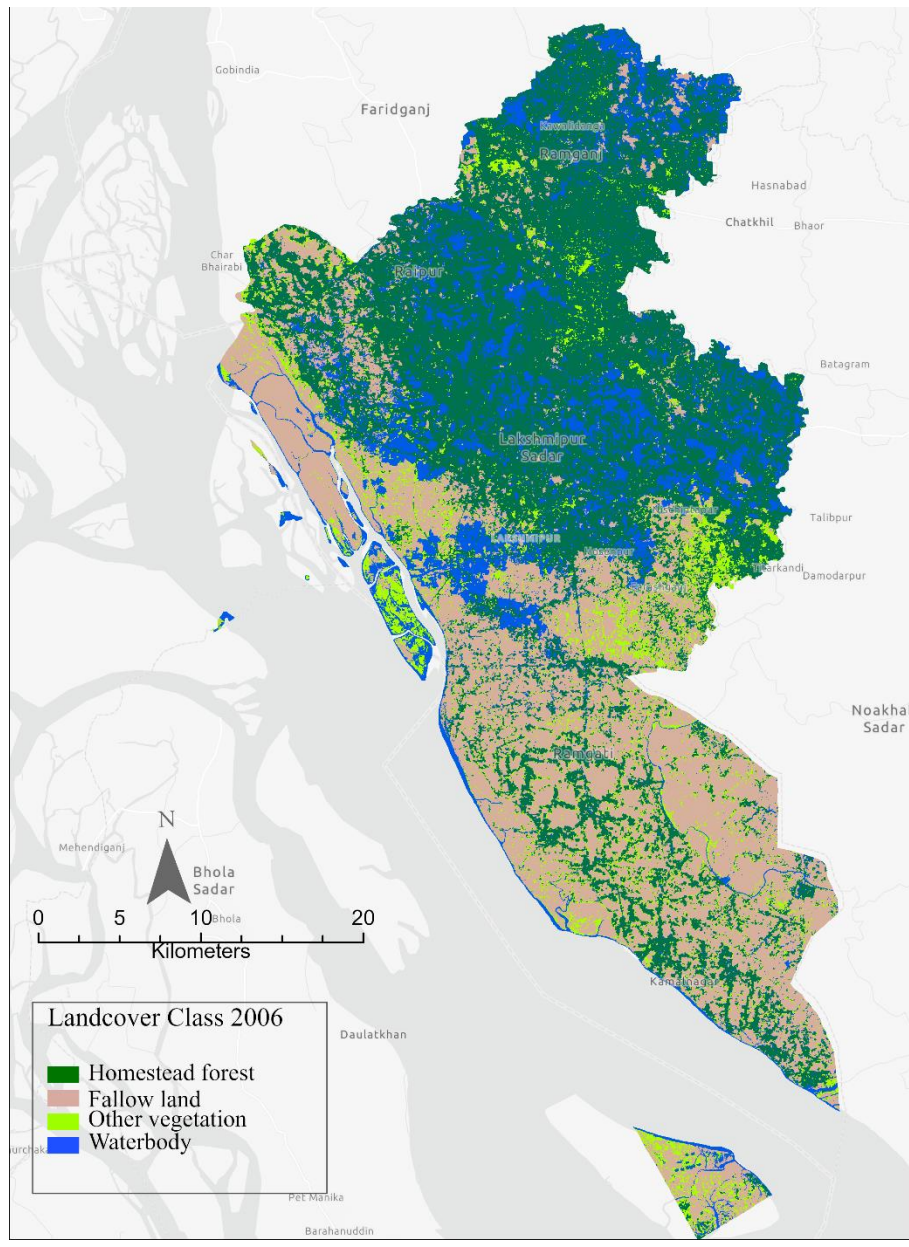 Gobindia
Faridganj
Kawalidanga
Ramganj
Hasnabad
Chatkhil
Bhaor
Char
Bhairabi
Raipur
Batagram
Lakshmipur
Sadar
Talibpur
LAKSHMIPUR
Damodarpur
Noakhal
Sadar
Ramgati
N
Mehendiganj
Bhola
Sadar
0 5 10 20
Bhola
Kilometers
Kamalnagar
Landcover Class 2006
Daulatkhan
Homestead forest
Fallow land
Other vegetation
Waterbody
Pet Manika
Barahanuddin